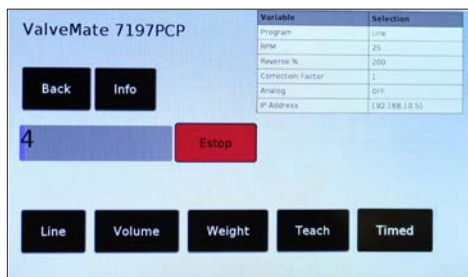 ValveMate 7197PCP
Variable Selection
Program Line
RPM 25
Reverse % 200
Correction Factor 1
Analog OFF
IP Address 192.168.10.51
Back Info
4
Estop
Line Volume Weight Teach Timed